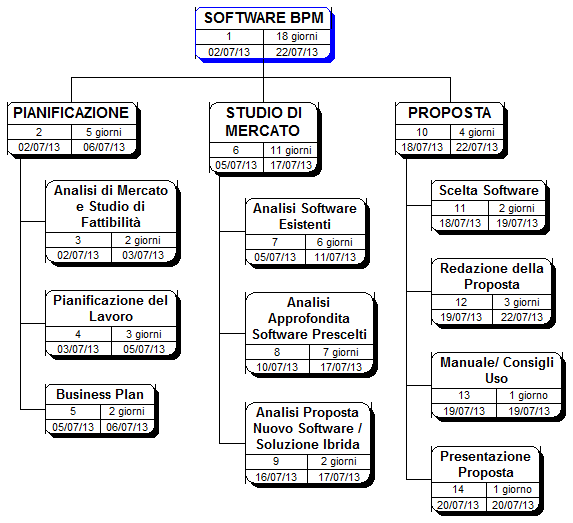 SOFTWARE BPM
1 18 giorni
02/07/13 22/07/13
PIANIFICAZIONE
2 5 giorni
02/07/13 06/07/13
Analisi di Mercato
e Studio di
Fattibilità
3 2 giorni
02/07/13 03/07/13
Pianificazione del
Lavoro
4 3 giorni
03/07/13 05/07/13
Business Plan
5 2 giorni
05/07/13 06/07/13
STUDIO DI
MERCATO
6 11 giorni
05/07/13 17/07/13
Analisi Software
Esistenti
7 6 giorni
05/07/13 11/07/13
Analisi
Approfondita
Software Prescelti
8 7 giorni
10/07/13 17/07/13
Analisi Proposta
Nuovo Software /
Soluzione Ibrida
9 2 giorni
16/07/13 17/07/13
PROPOSTA
10 4 giorni
18/07/13 22/07/13
Scelta Software
11 2 giorni
18/07/13 19/07/13
Redazione della
Proposta
12 3 giorni
19/07/13 22/07/13
Manuale/ Consigli
Uso
13 1 giorno
19/07/13 19/07/13
Presentazione
Proposta
14 1 giorno
20/07/13 20/07/13